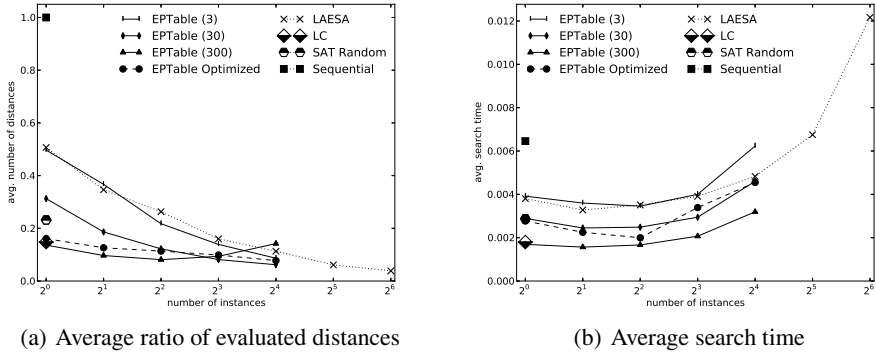 avg. number of distances
1.0
0.8
0.6
0.4
0.2
0.0
EPTable (3)
EPTable (30)
EPTable (300)
EPTable Optimized
LAESA
LC
SAT Random
Sequential
2^0 2^1 2^2 2^3 2^4 2^5 2^6
number of instances
(a) Average ratio of evaluated distances
avg. search time
0.012
0.010
0.008
0.006
0.004
0.002
0.000
EPTable (3)
EPTable (30)
EPTable (300)
EPTable Optimized
LAESA
LC
SAT Random
Sequential
2^0 2^1 2^2 2^3 2^4 2^5 2^6
number of instances
(b) Average search time